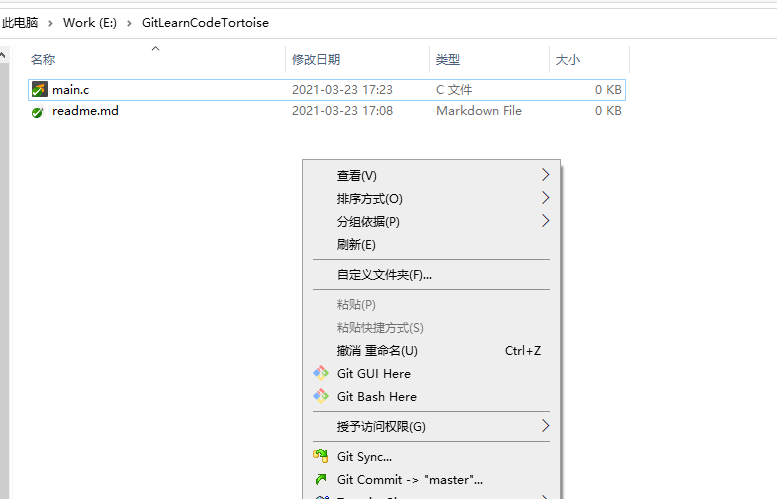 此电脑 > Work (E:) > GitLearnCodeTortoise
名称 修改日期 类型 大小
main.c 2021-03-23 17:23 C 文件 0 KB
readme.md 2021-03-23 17:08 Markdown File 0 KB
查看(V)
排序方式(O)
分组依据(P)
刷新(E)
自定义文件夹(F)...
粘贴(P)
粘贴快捷方式(S)
撤消 重命名(U) Ctrl+Z
Git GUI Here
Git Bash Here
授予访问权限(G)
Git Sync...
Git Commit -> "master"...